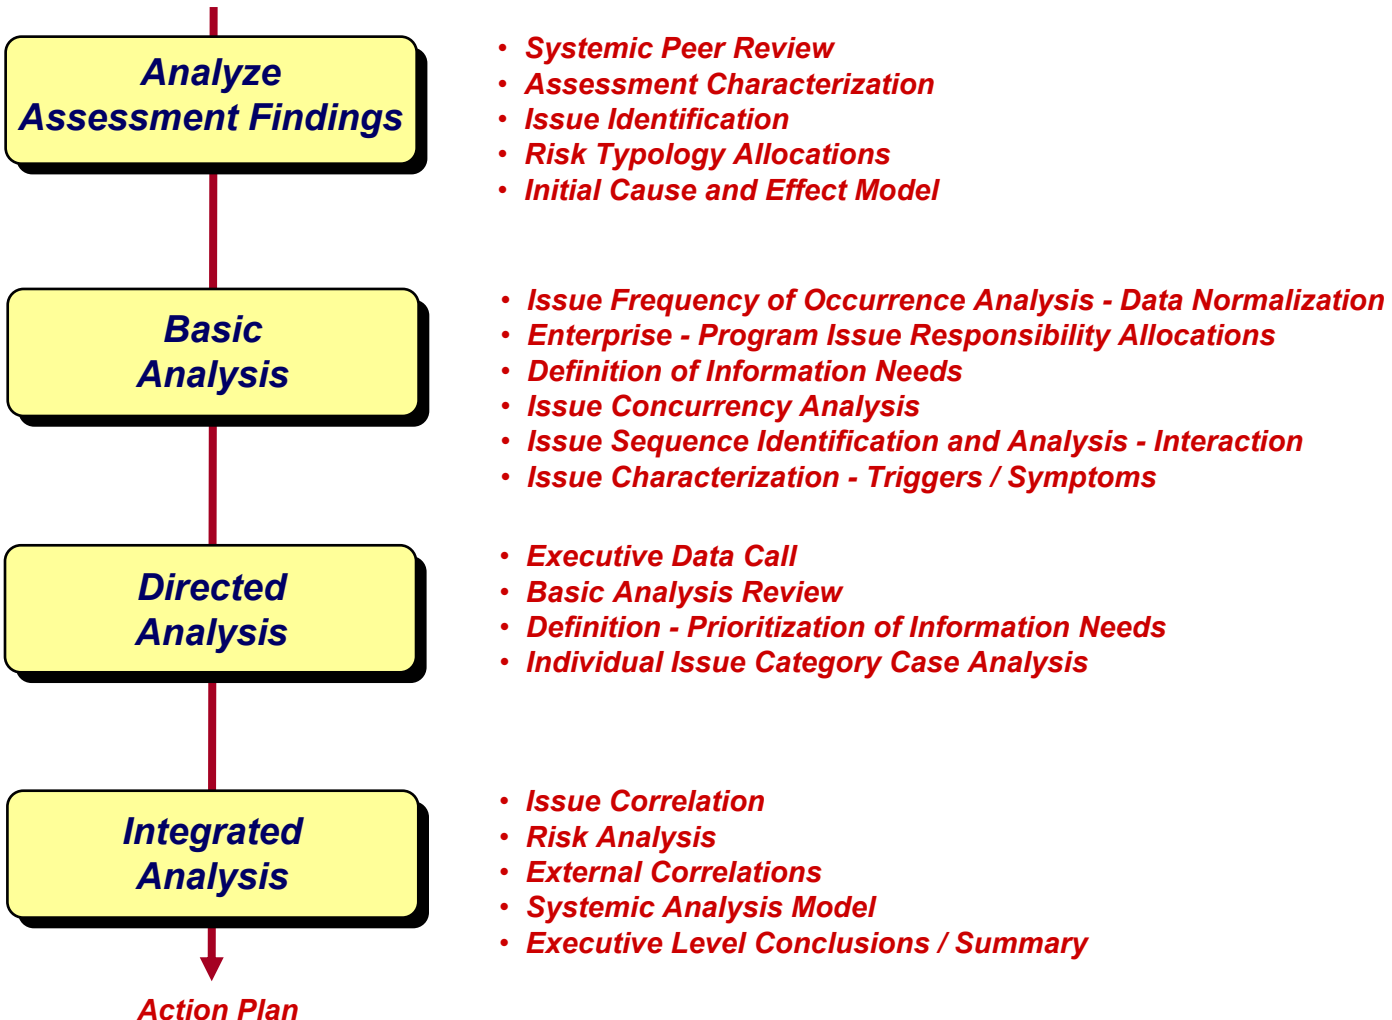 Analyze
Assessment Findings
• Systemic Peer Review
• Assessment Characterization
• Issue Identification
• Risk Typology Allocations
• Initial Cause and Effect Model
Basic
Analysis
• Issue Frequency of Occurrence Analysis - Data Normalization
• Enterprise - Program Issue Responsibility Allocations
• Definition of Information Needs
• Issue Concurrency Analysis
• Issue Sequence Identification and Analysis - Interaction
• Issue Characterization - Triggers / Symptoms
Directed
Analysis
• Executive Data Call
• Basic Analysis Review
• Definition - Prioritization of Information Needs
• Individual Issue Category Case Analysis
Integrated
Analysis
• Issue Correlation
• Risk Analysis
• External Correlations
• Systemic Analysis Model
• Executive Level Conclusions / Summary
Action Plan